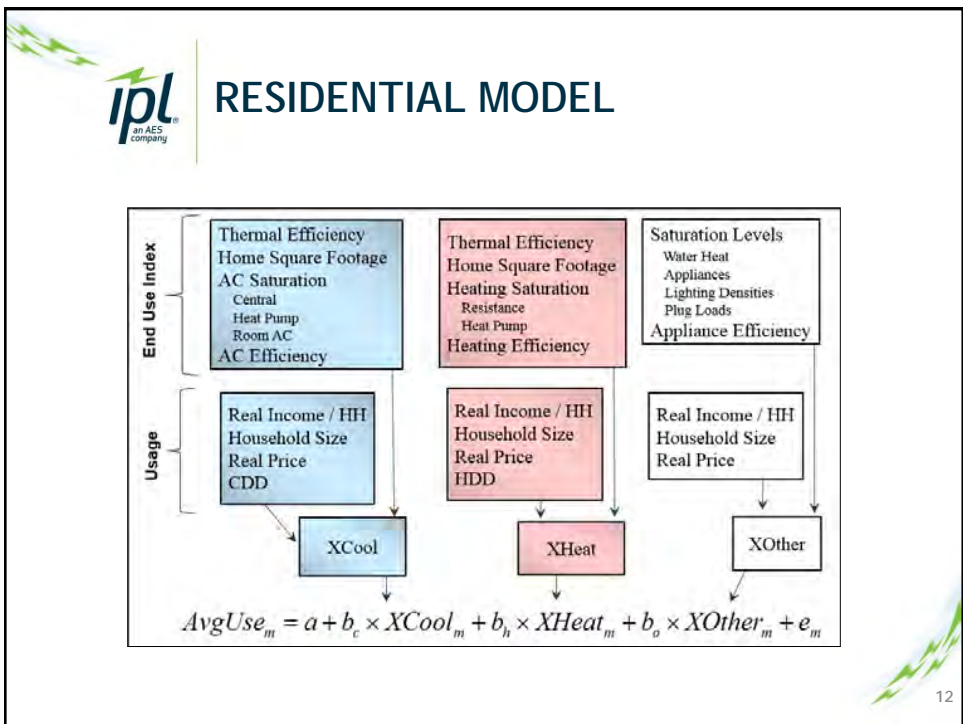 ipl
an AES
company
RESIDENTIAL MODEL
End Use Index
Thermal Efficiency
Home Square Footage
AC Saturation
Central
Heat Pump
Room AC
AC Efficiency
Thermal Efficiency
Home Square Footage
Heating Saturation
Resistance
Heat Pump
Heating Efficiency
Saturation Levels
Water Heat
Appliances
Lighting Densities
Plug Loads
Appliance Efficiency
Usage
Real Income / HH
Household Size
Real Price
CDD
Real Income / HH
Household Size
Real Price
HDD
Real Income / HH
Household Size
Real Price
XCool
XHeat
XOther
AvgUse_m = a + b_c × XCool_m + b_h × XHeat_m + b_o × XOther_m + e_m
12